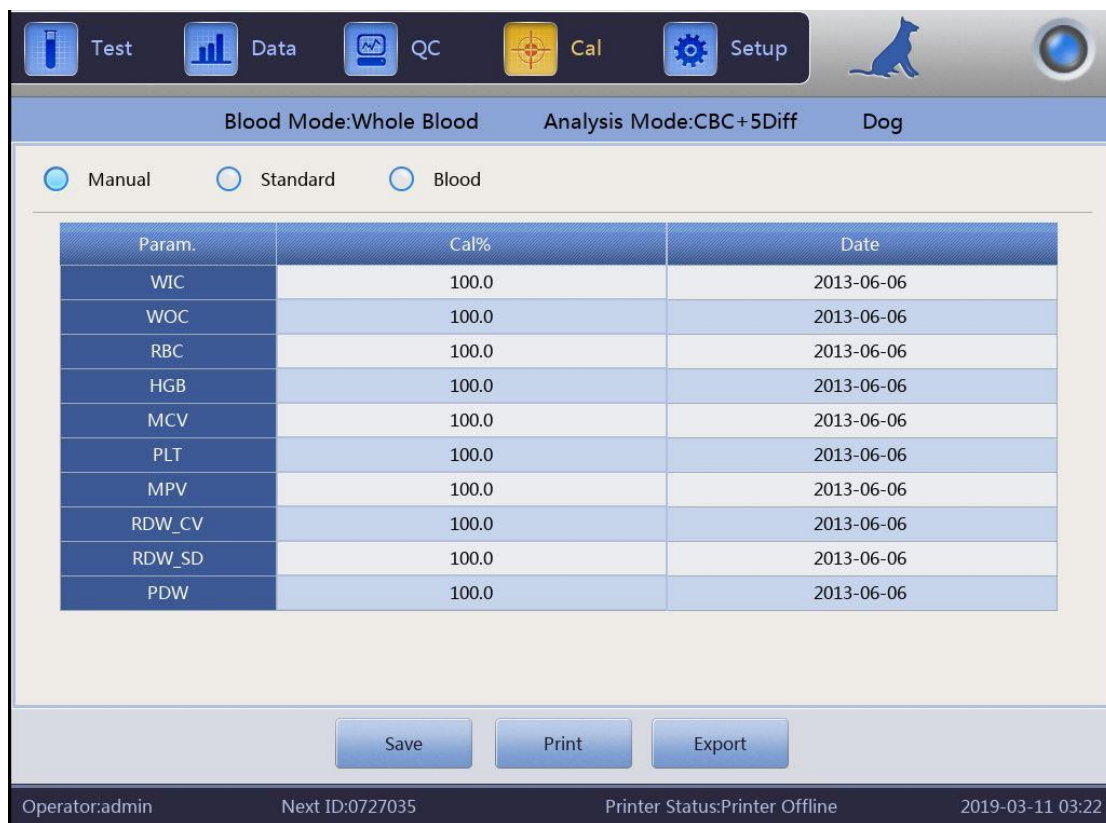 Test Data QC Cal Setup
Blood Mode:Whole Blood Analysis Mode:CBC+5Diff Dog
Manual Standard Blood
Param. Cal% Date
WIC 100.0 2013-06-06
WOC 100.0 2013-06-06
RBC 100.0 2013-06-06
HGB 100.0 2013-06-06
MCV 100.0 2013-06-06
PLT 100.0 2013-06-06
MPV 100.0 2013-06-06
RDW_CV 100.0 2013-06-06
RDW_SD 100.0 2013-06-06
PDW 100.0 2013-06-06
Save Print Export
Operator:admin Next ID:0727035 Printer Status:Printer Offline 2019-03-11 03:22